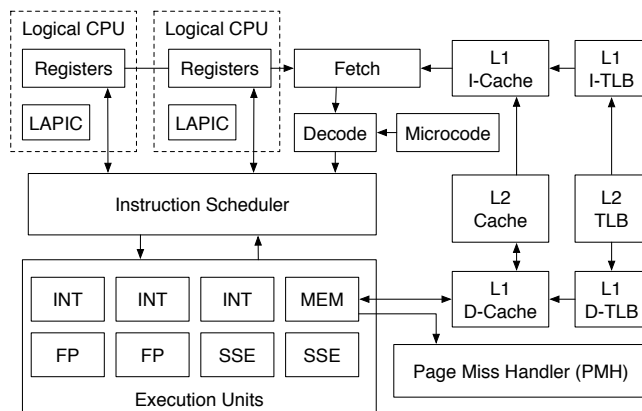 Logical CPU
Logical CPU
Registers
Registers
Fetch
L1
I-Cache
L1
I-TLB
LAPIC
LAPIC
Decode
Microcode
Instruction Scheduler
L2
Cache
L2
TLB
INT
INT
INT
MEM
L1
D-Cache
L1
D-TLB
FP
FP
SSE
SSE
Page Miss Handler (PMH)
Execution Units